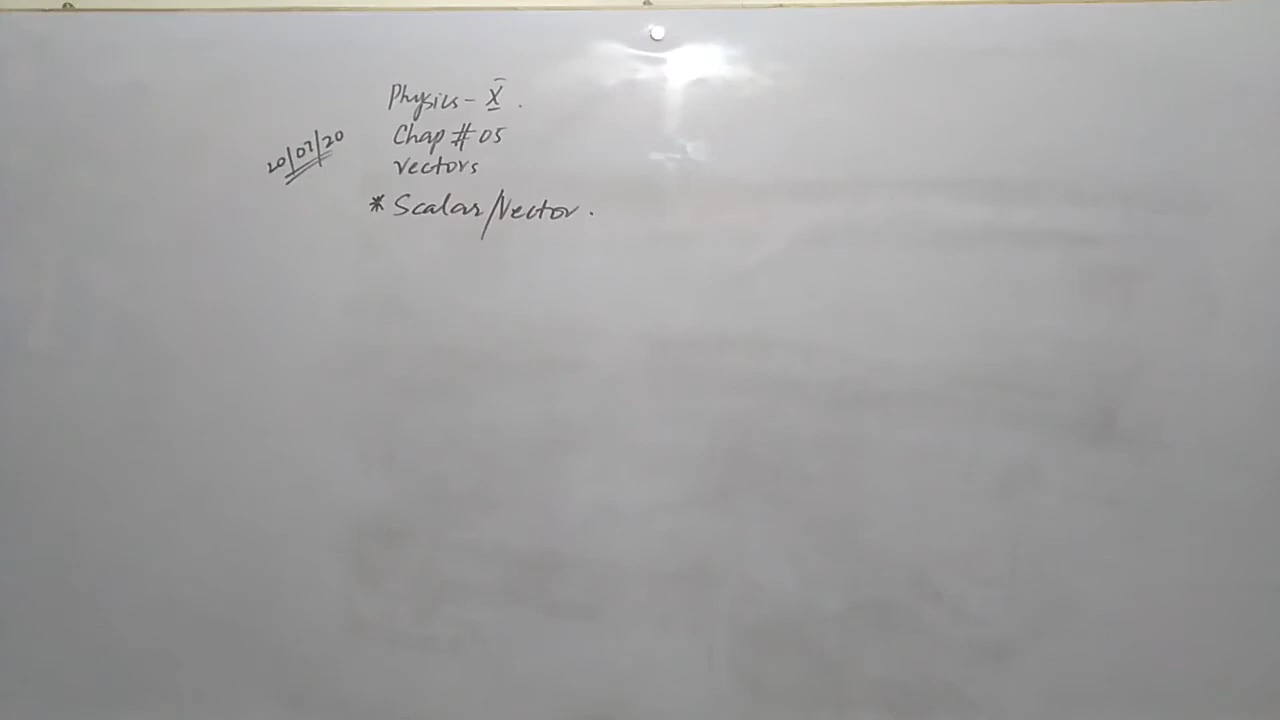 Physics - X.
Chap # 05
20/07/20
vectors
* Scalar/Vector.